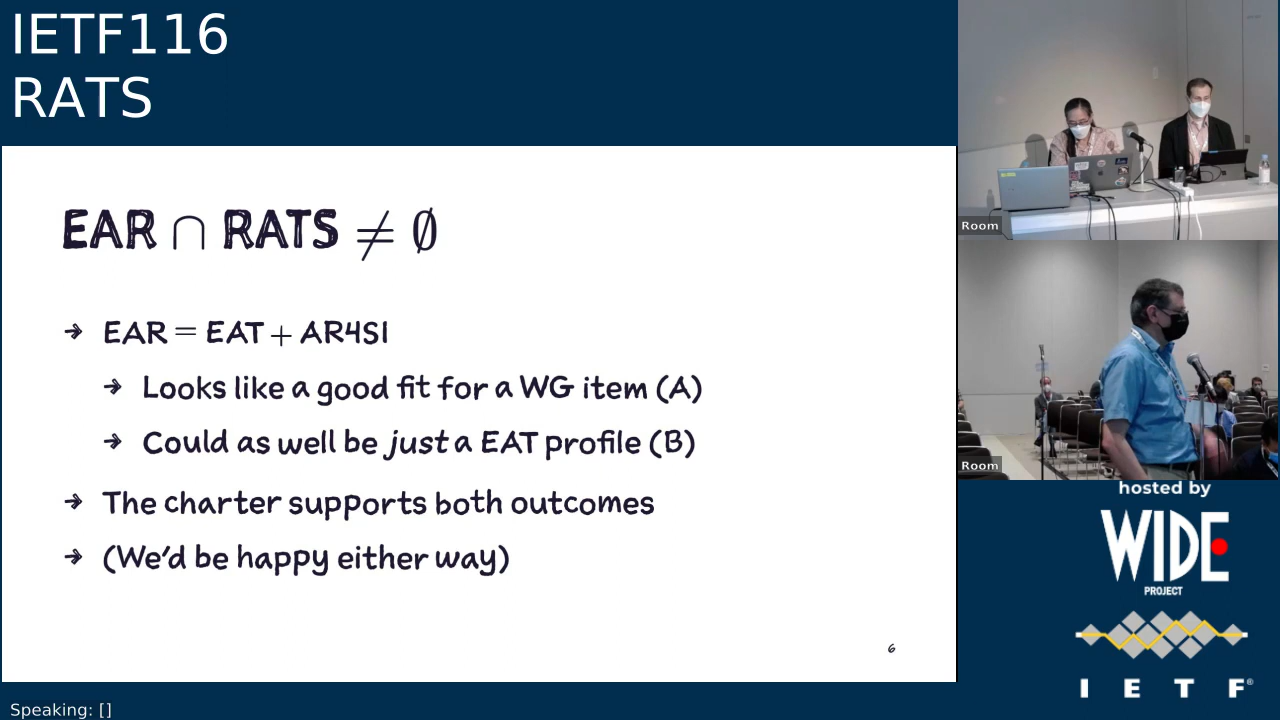 IETF116
RATS
EAR ∩ RATS ≠ ∅
→ EAR = EAT + AR4SI
→ Looks like a good fit for a WG item (A)
→ Could as well be just a EAT profile (B)
→ The charter supports both outcomes
→ (We'd be happy either way)
6
Room
Room
hosted by
WIDE
PROJECT
I E T F®
Speaking: []